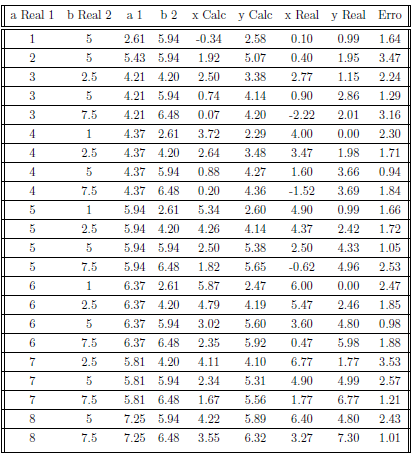 a Real 1 b Real 2 a 1 b 2 x Calc y Calc x Real y Real Erro
1 5 2.61 5.94 -0.34 2.58 0.10 0.99 1.64
2 5 5.43 5.94 1.92 5.07 0.40 1.95 3.47
3 2.5 4.21 4.20 2.50 3.38 2.77 1.15 2.24
3 5 4.21 5.94 0.74 4.14 0.90 2.86 1.29
3 7.5 4.21 6.48 0.07 4.20 -2.22 2.01 3.16
4 1 4.37 2.61 3.72 2.29 4.00 0.00 2.30
4 2.5 4.37 4.20 2.64 3.48 3.47 1.98 1.71
4 5 4.37 5.94 0.88 4.27 1.60 3.66 0.94
4 7.5 4.37 6.48 0.20 4.36 -1.52 3.69 1.84
5 1 5.94 2.61 5.34 2.60 4.90 0.99 1.66
5 2.5 5.94 4.20 4.26 4.14 4.37 2.42 1.72
5 5 5.94 5.94 2.50 5.38 2.50 4.33 1.05
5 7.5 5.94 6.48 1.82 5.65 -0.62 4.96 2.53
6 1 6.37 2.61 5.87 2.47 6.00 0.00 2.47
6 2.5 6.37 4.20 4.79 4.19 5.47 2.46 1.85
6 5 6.37 5.94 3.02 5.60 3.60 4.80 0.98
6 7.5 6.37 6.48 2.35 5.92 0.47 5.98 1.88
7 2.5 5.81 4.20 4.11 4.10 6.77 1.77 3.53
7 5 5.81 5.94 2.34 5.31 4.90 4.99 2.57
7 7.5 5.81 6.48 1.67 5.56 1.77 6.77 1.21
8 5 7.25 5.94 4.22 5.89 6.40 4.80 2.43
8 7.5 7.25 6.48 3.55 6.32 3.27 7.30 1.01